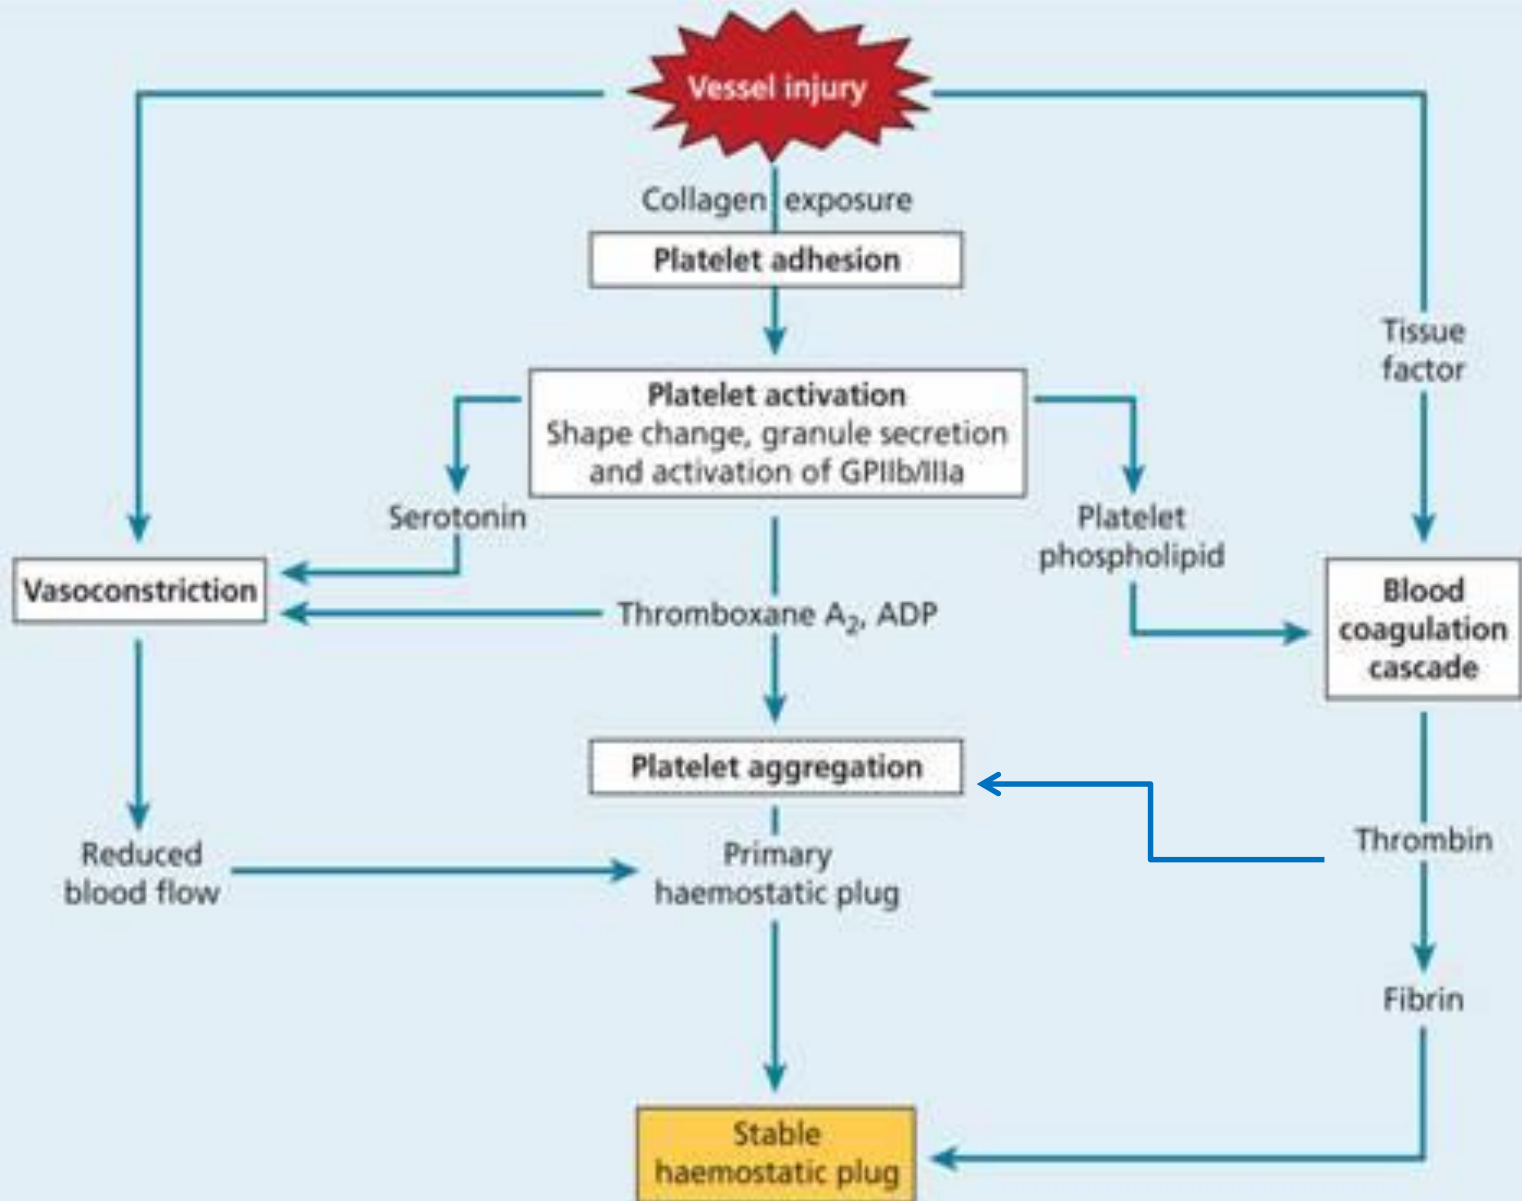 Vessel injury
Collagen exposure
Platelet adhesion
Tissue
factor
Platelet activation
Shape change, granule secretion
and activation of GPIIb/IIIa
Serotonin
Platelet
phospholipid
Vasoconstriction
Thromboxane A₂, ADP
Blood
coagulation
cascade
Platelet aggregation
Reduced
blood flow
Primary
haemostatic plug
Thrombin
Fibrin
Stable
haemostatic plug